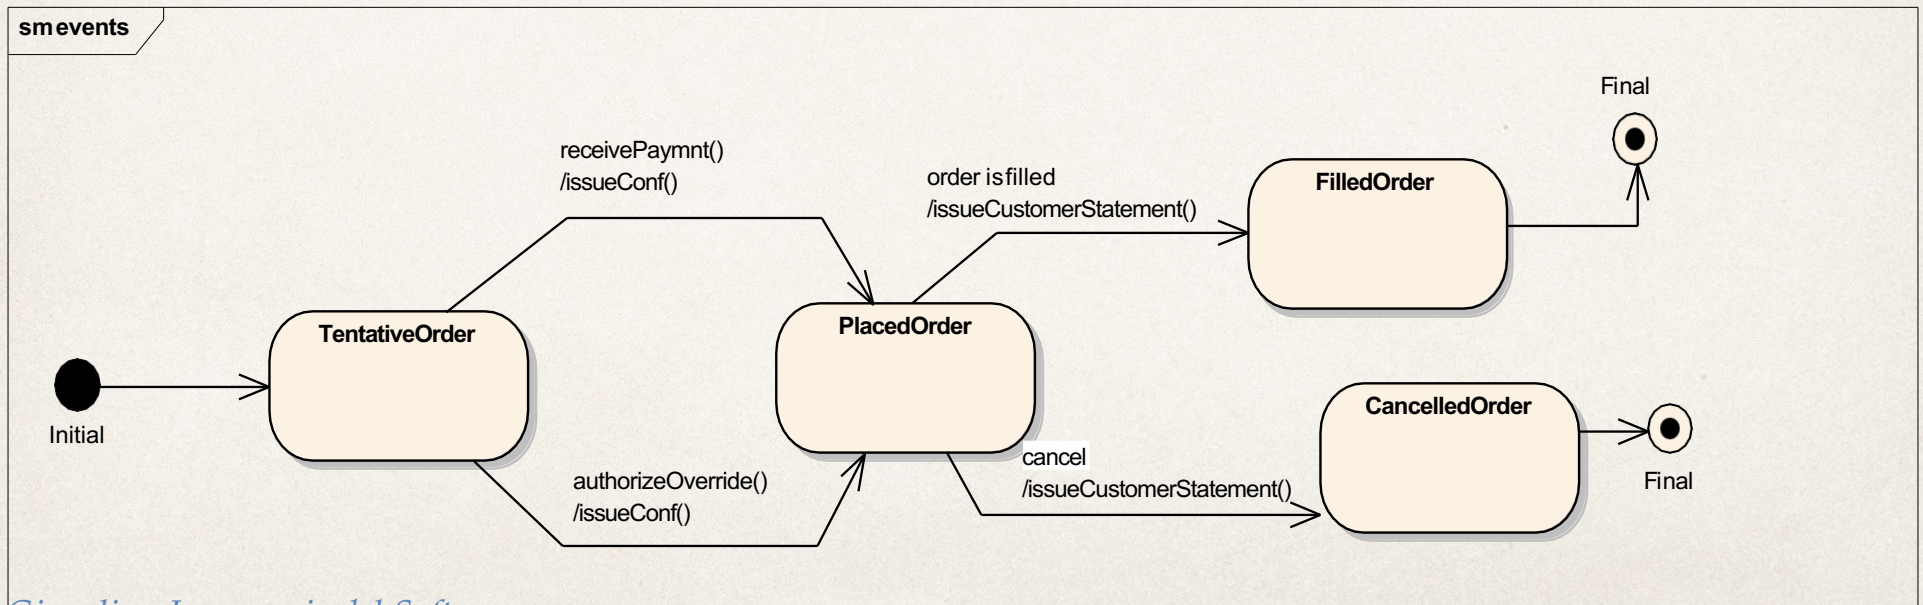 sm events
Final
receivePaymnt()
/issueConf()
order is filled
/issueCustomerStatement()
FilledOrder
TentativeOrder
PlacedOrder
CancelledOrder
Initial
cancel
/issueCustomerStatement()
authorizeOverride()
/issueConf()
Final